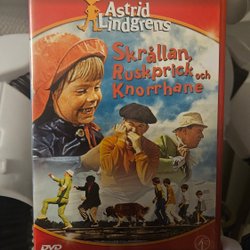 Astrid
Lindgrens
Skrållan,
Ruskprick och
Knorrhane
DVD